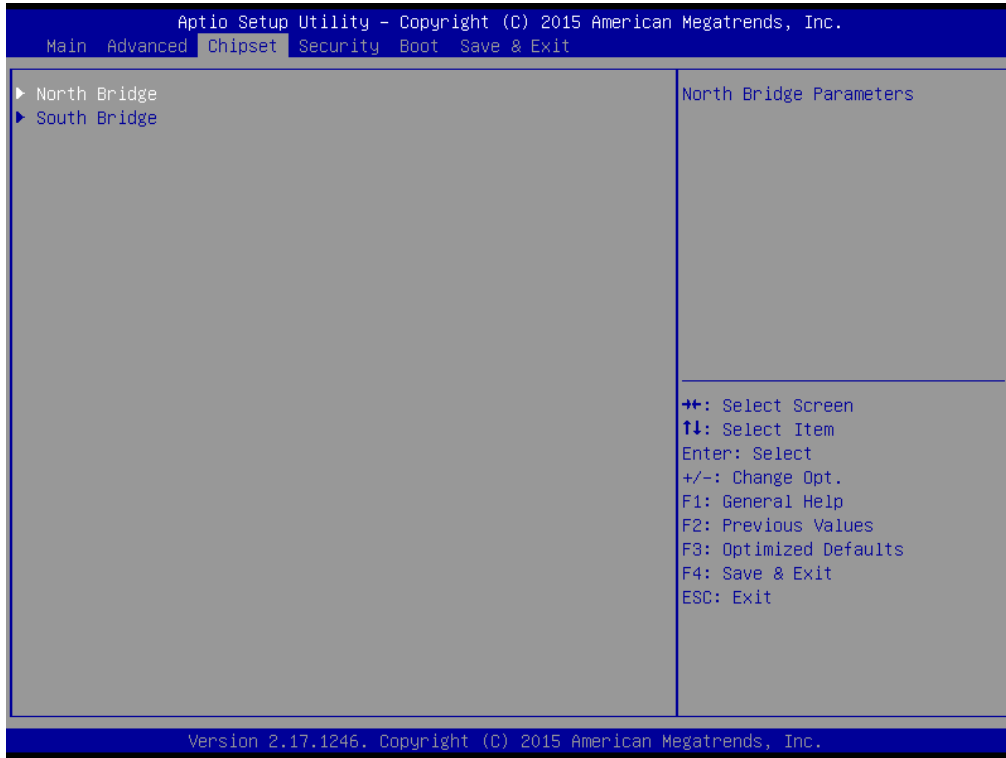 Aptio Setup Utility – Copyright (C) 2015 American Megatrends, Inc.
Main Advanced Chipset Security Boot Save & Exit
▶ North Bridge
▶ South Bridge
North Bridge Parameters
→←: Select Screen
↑↓: Select Item
Enter: Select
+/-: Change Opt.
F1: General Help
F2: Previous Values
F3: Optimized Defaults
F4: Save & Exit
ESC: Exit
Version 2.17.1246. Copyright (C) 2015 American Megatrends, Inc.